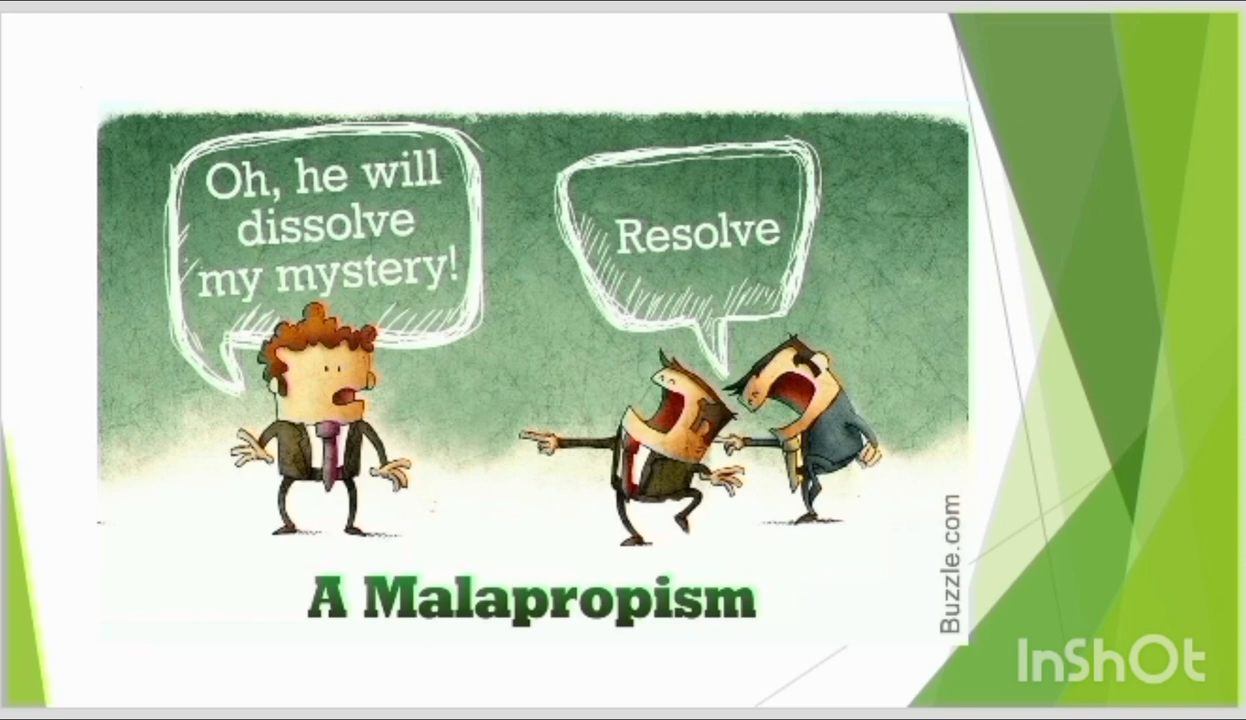 Oh, he will
dissolve
my mystery!
Resolve
A Malapropism
Buzzle.com
InShOt